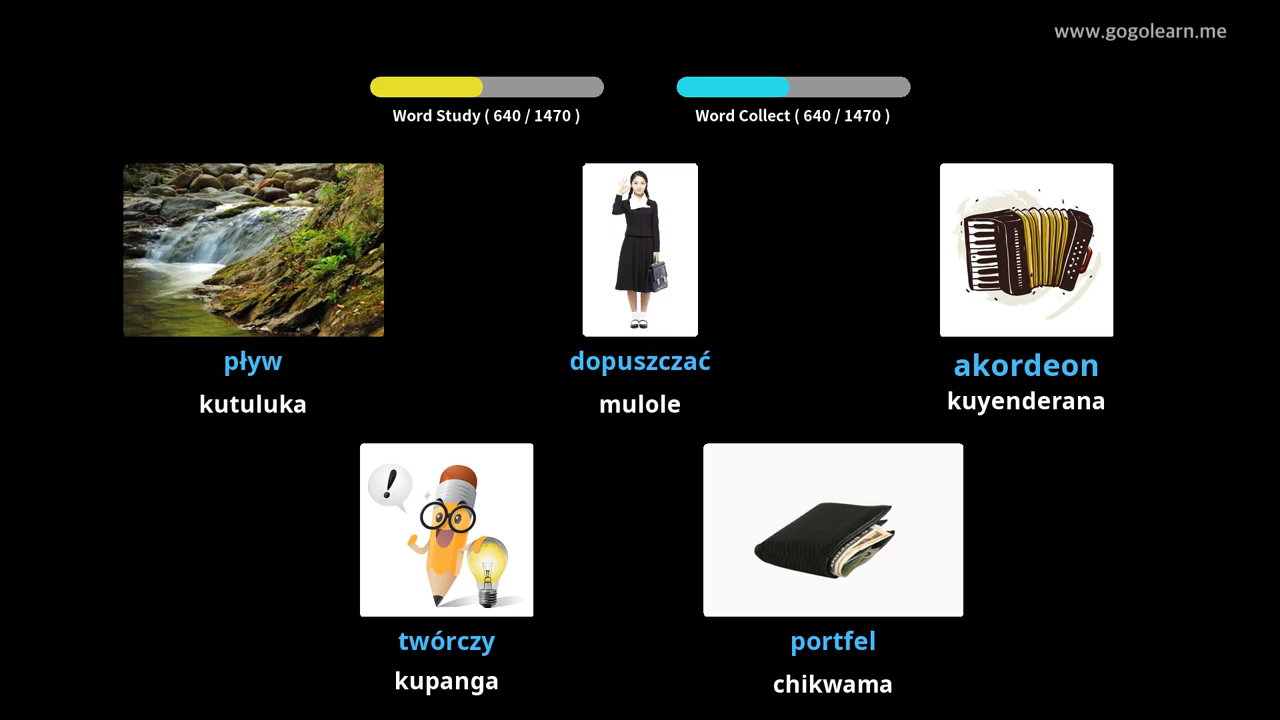 www.gogolearn.me
Word Study ( 640 / 1470 )
Word Collect ( 640 / 1470 )
pływ
kutuluka
dopuszczać
mulole
akordeon
kuyenderana
twórczy
kupanga
portfel
chikwama